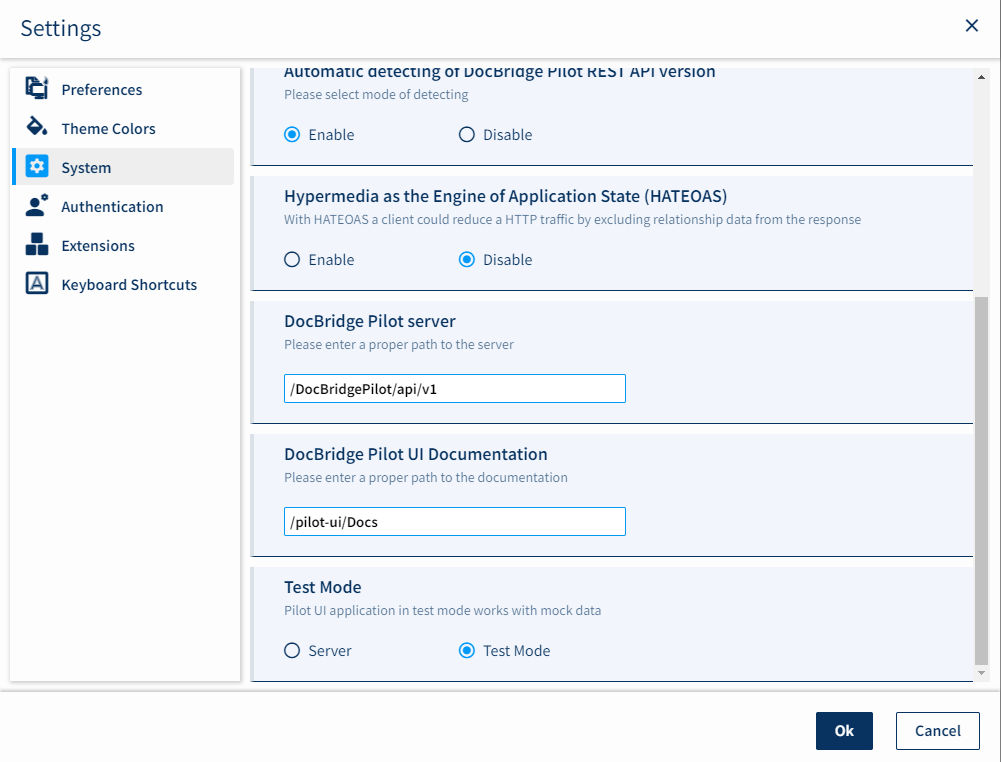 Settings
Preferences
Theme Colors
System
Authentication
Extensions
Keyboard Shortcuts
Automatic detecting of DocBridge Pilot REST API version
Please select mode of detecting
Enable Disable
Hypermedia as the Engine of Application State (HATEOAS)
With HATEOAS a client could reduce a HTTP traffic by excluding relationship data from the response
Enable Disable
DocBridge Pilot server
Please enter a proper path to the server
/DocBridgePilot/api/v1
DocBridge Pilot UI Documentation
Please enter a proper path to the documentation
/pilot-ui/Docs
Test Mode
Pilot UI application in test mode works with mock data
Server Test Mode
Ok Cancel